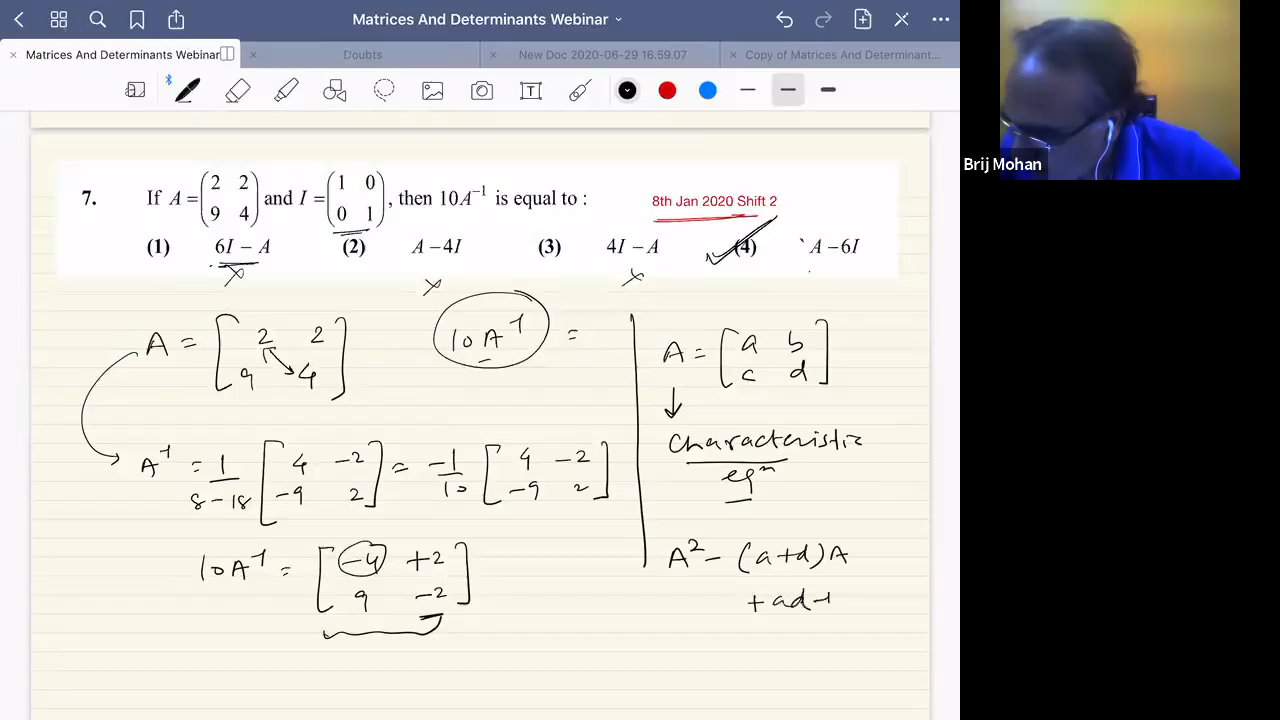 Matrices And Determinants Webinar
Matrices And Determinants Webinar
Doubts
New Doc 2020-06-29 16.59.07
Copy of Matrices And Determinant...
Brij Mohan
7. If A = (2 2 9 4) and I = (1 0 0 1), then 10A⁻¹ is equal to :
8th Jan 2020 Shift 2
(1) 6I – A (2) A – 4I (3) 4I – A (4) A – 6I
A = [2 2
9 4]
10A⁻¹ =
A⁻¹ = 1/(8-18) [4 -2
-9 2] = -1/10 [4 -2
-9 2]
10A⁻¹ = [-4 +2
9 -2]
A = [a b
c d]
Characteristic
eqⁿ
A² - (a+d)A
+ ad -